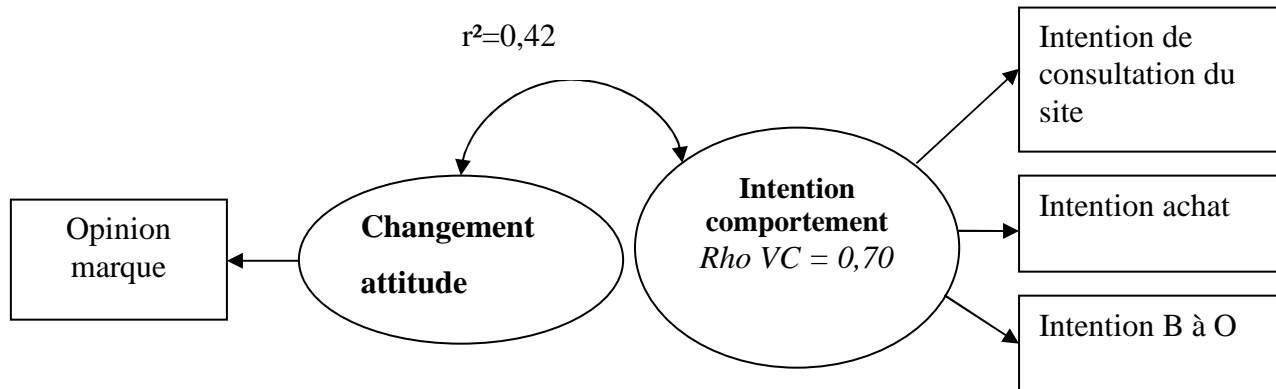 r²=0,42
Opinion
marque
Changement
attitude
Intention
comportement
Rho VC = 0,70
Intention de
consultation du
site
Intention achat
Intention B à O